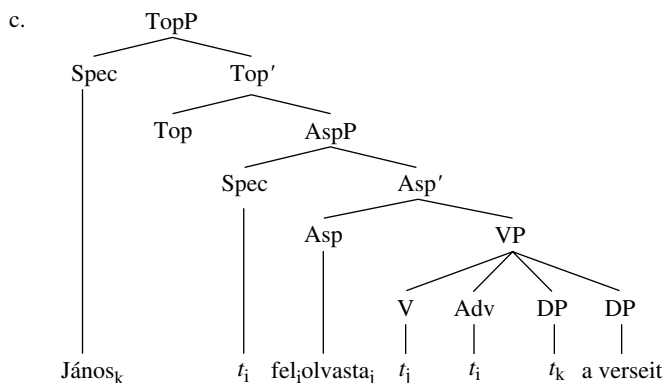 c. TopP
Spec Top′
Top AspP
Spec Asp′
Asp VP
V Adv DP DP
Jánosₖ tᵢ felᵢolvastaⱼ tⱼ tᵢ tₖ a verseit